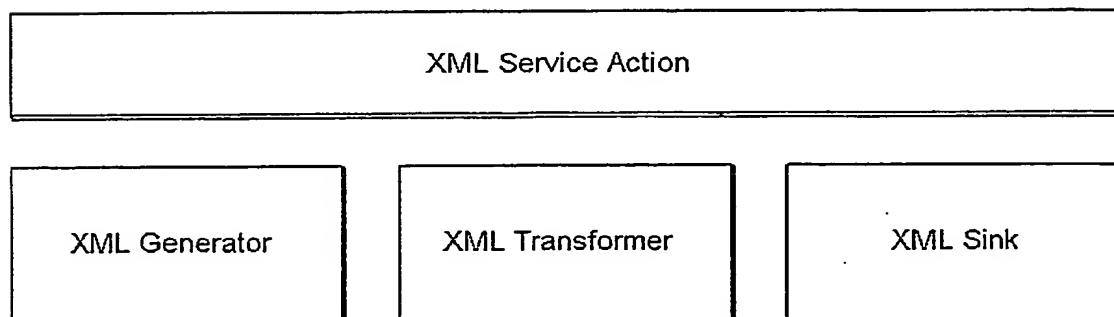 XML Service Action
XML Generator
XML Transformer
XML Sink